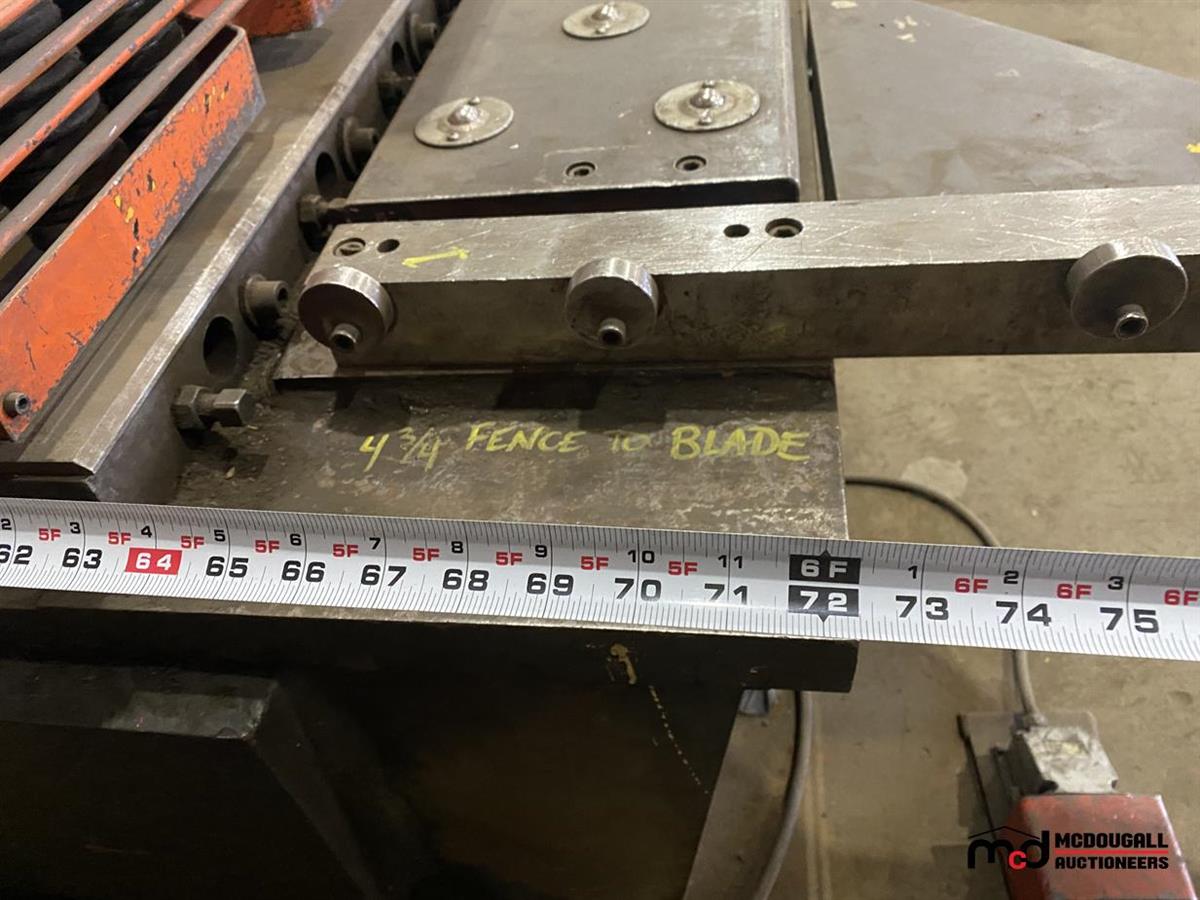 4 3/4 FENCE TO BLADE
2 5F 3 5F 4 5F 5 5F 6 5F 7 5F 8 5F 9 5F 10 5F 11 6F 1 6F 2 6F 3 6F
62 63 64 65 66 67 68 69 70 71 72 73 74 75
mcd MCDOUGALL
AUCTIONEERS